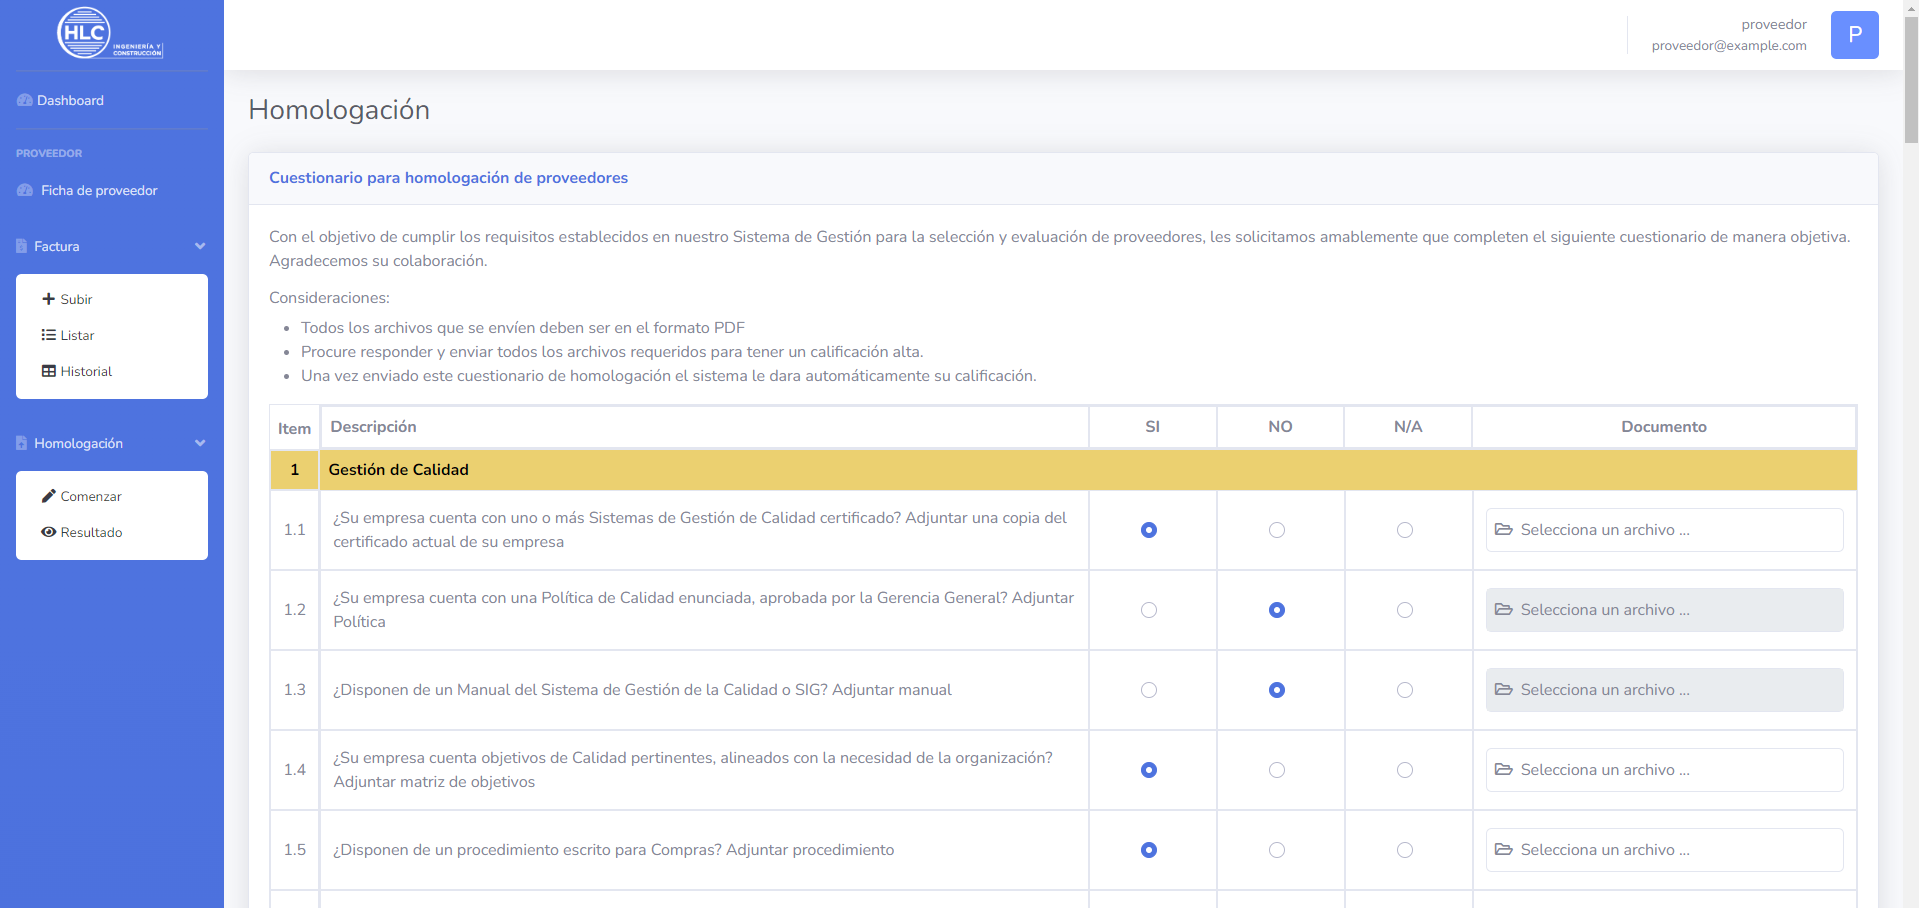 HLC
INGENIERÍA Y
CONSTRUCCIÓN
proveedor
proveedor@example.com
P
Dashboard
PROVEEDOR
Ficha de proveedor
Factura
Subir
Listar
Historial
Homologación
Comenzar
Resultado
Homologación
Cuestionario para homologación de proveedores
Con el objetivo de cumplir los requisitos establecidos en nuestro Sistema de Gestión para la selección y evaluación de proveedores, les solicitamos amablemente que completen el siguiente cuestionario de manera objetiva.
Agradecemos su colaboración.
Consideraciones:
• Todos los archivos que se envíen deben ser en el formato PDF
• Procure responder y enviar todos los archivos requeridos para tener un calificación alta.
• Una vez enviado este cuestionario de homologación el sistema le dara automáticamente su calificación.
Item Descripción SI NO N/A Documento
1 Gestión de Calidad
1.1 ¿Su empresa cuenta con uno o más Sistemas de Gestión de Calidad certificado? Adjuntar una copia del
certificado actual de su empresa
Selecciona un archivo ...
1.2 ¿Su empresa cuenta con una Política de Calidad enunciada, aprobada por la Gerencia General? Adjuntar
Política
Selecciona un archivo ...
1.3 ¿Disponen de un Manual del Sistema de Gestión de la Calidad o SIG? Adjuntar manual
Selecciona un archivo ...
1.4 ¿Su empresa cuenta objetivos de Calidad pertinentes, alineados con la necesidad de la organización?
Adjuntar matriz de objetivos
Selecciona un archivo ...
1.5 ¿Disponen de un procedimiento escrito para Compras? Adjuntar procedimiento
Selecciona un archivo ...